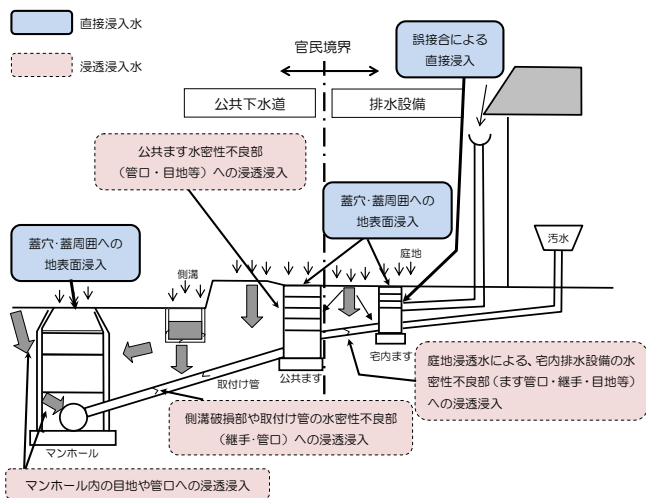 直接浸入水
浸透浸入水
官民境界
誤接合による
直接浸入
公共下水道
排水設備
公共ます水密性不良部
（管口・目地等）への浸透浸入
蓋穴・蓋周囲への
地表面浸入
蓋穴・蓋周囲への
地表面浸入
側溝
庭地
汚水
取付け管
公共ます
宅内ます
庭地浸透水による、宅内排水設備の水
密性不良部（ます管口・継手・目地等）
への浸透浸入
側溝破損部や取付け管の水密性不良部
（継手・管口）への浸透浸入
マンホール
マンホール内の目地や管口への浸透浸入